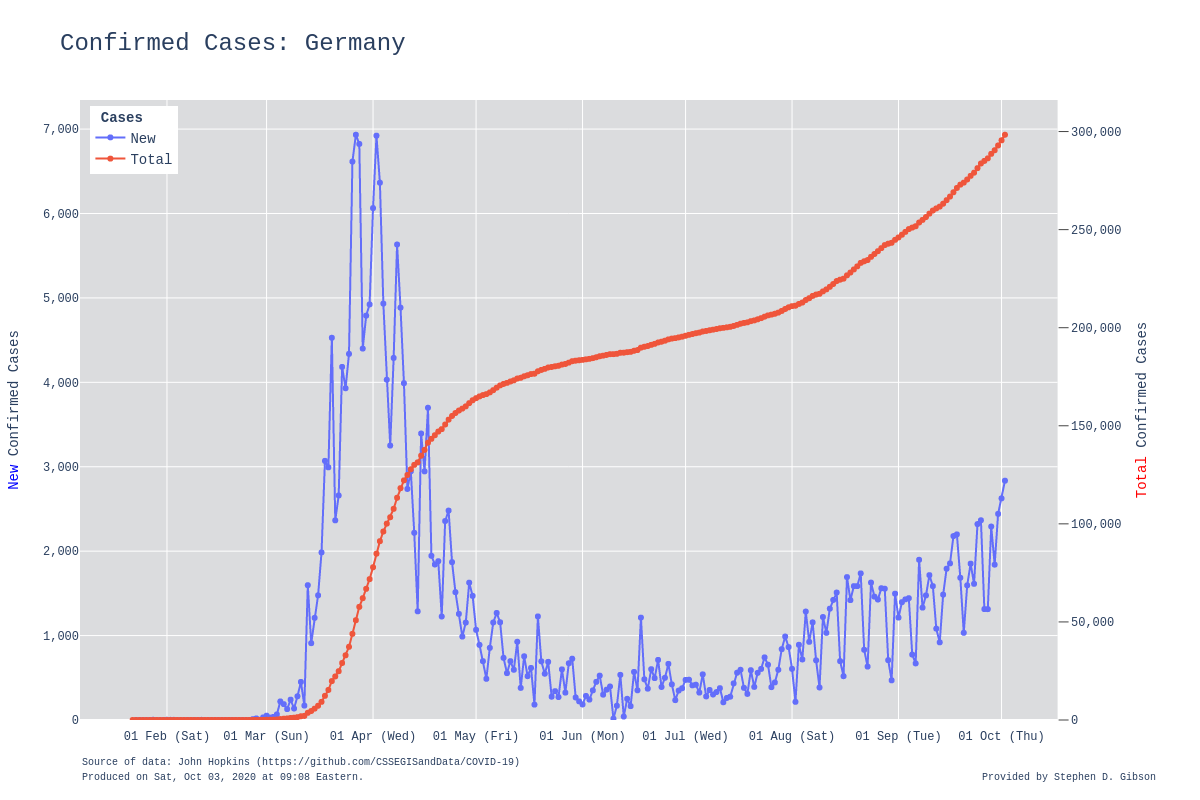 Confirmed Cases: Germany
Cases
New
Total
7,000
6,000
5,000
4,000
3,000
2,000
1,000
0
300,000
250,000
200,000
150,000
100,000
50,000
0
New Confirmed Cases
Total Confirmed Cases
01 Feb (Sat) 01 Mar (Sun) 01 Apr (Wed) 01 May (Fri) 01 Jun (Mon) 01 Jul (Wed) 01 Aug (Sat) 01 Sep (Tue) 01 Oct (Thu)
Source of data: John Hopkins (https://github.com/CSSEGISandData/COVID-19)
Produced on Sat, Oct 03, 2020 at 09:08 Eastern.
Provided by Stephen D. Gibson